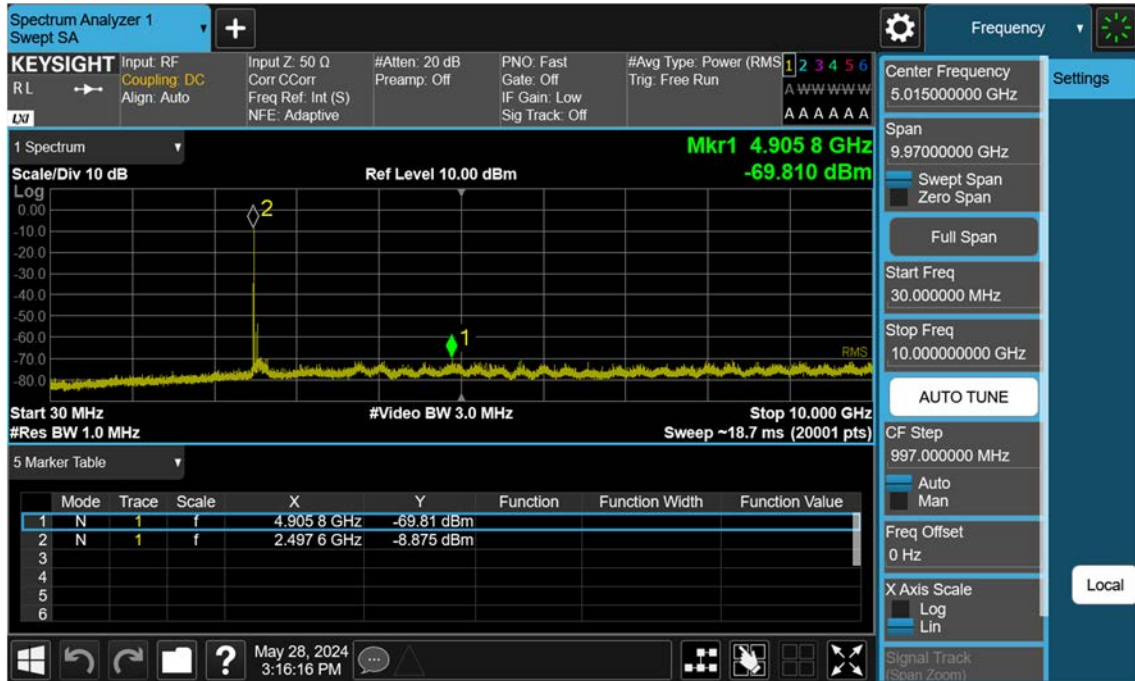 Spectrum Analyzer 1
Swept SA
+
Frequency
KEYSIGHT
RL
LXI
Input: RF
Coupling: DC
Align: Auto
Input Z: 50 Ω
Corr CCorr
Freq Ref: Int (S)
NFE: Adaptive
#Atten: 20 dB
Preamp: Off
PNO: Fast
Gate: Off
IF Gain: Low
Sig Track: Off
#Avg Type: Power (RMS
Trig: Free Run
1 2 3 4 5 6
A W W W W W
A A A A A A
1 Spectrum
Mkr1 4.905 8 GHz
-69.810 dBm
Scale/Div 10 dB
Ref Level 10.00 dBm
Log
0.00
-10.0
-20.0
-30.0
-40.0
-50.0
-60.0
-70.0
-80.0
2
1
RMS
Start 30 MHz
#Video BW 3.0 MHz
Stop 10.000 GHz
#Res BW 1.0 MHz
Sweep ~18.7 ms (20001 pts)
5 Marker Table
Mode Trace Scale X Y Function Function Width Function Value
1 N 1 f 4.905 8 GHz -69.81 dBm
2 N 1 f 2.497 6 GHz -8.875 dBm
3
4
5
6
?
May 28, 2024
3:16:16 PM
Center Frequency
5.015000000 GHz
Settings
Span
9.97000000 GHz
Swept Span
Zero Span
Full Span
Start Freq
30.000000 MHz
Stop Freq
10.000000000 GHz
AUTO TUNE
CF Step
997.000000 MHz
Auto
Man
Freq Offset
0 Hz
X Axis Scale
Log
Lin
Local
Signal Track
(Span Zoom)